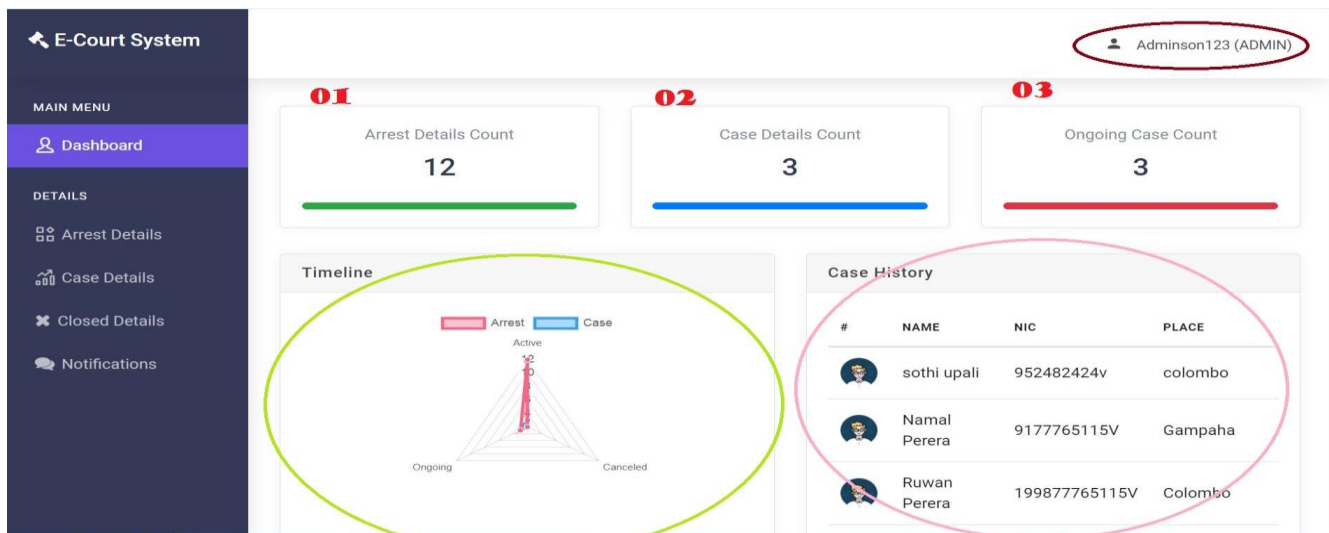 E-Court System
Adminson123 (ADMIN)
MAIN MENU
Dashboard
DETAILS
Arrest Details
Case Details
Closed Details
Notifications
01
02
03
Arrest Details Count
12
Case Details Count
3
Ongoing Case Count
3
Timeline
Arrest Case
Active
12
10
Ongoing
Canceled
Case History
# NAME NIC PLACE
sothi upali 952482424v colombo
Namal Perera 9177765115V Gampaha
Ruwan Perera 199877765115V Colombo